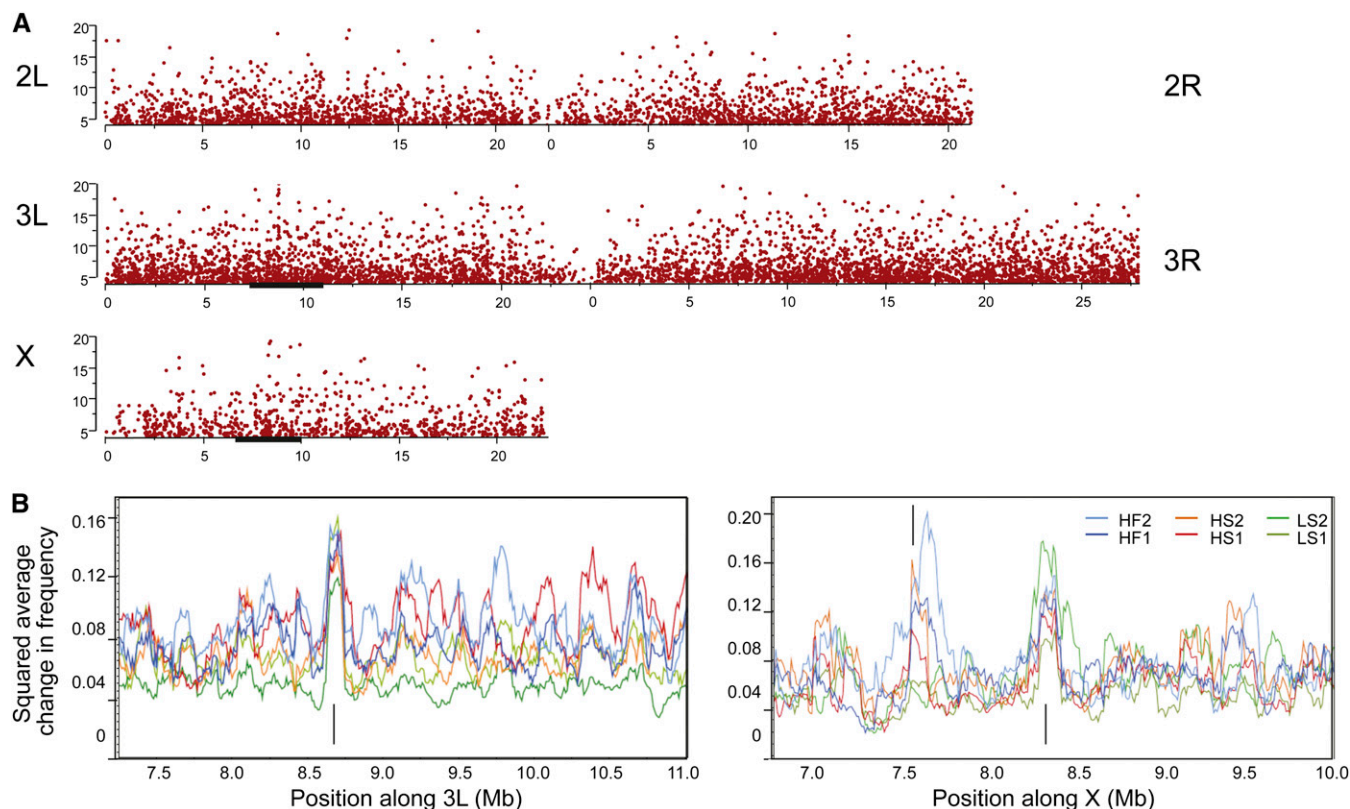 A
20
15
10
5
2L
2R
0 5 10 15 20 0 5 10 15 20
20
15
10
5
3L
3R
0 5 10 15 20 0 5 10 15 20 25
20
15
10
5
X
0 5 10 15 20
B
Squared average
change in frequency
0.16
0.12
0.08
0.04
0
7.5 8.0 8.5 9.0 9.5 10.0 10.5 11.0
Position along 3L (Mb)
0.20
0.16
0.12
0.08
0.04
0
HF2 HS2 LS2
HF1 HS1 LS1
7.0 7.5 8.0 8.5 9.0 9.5 10.0
Position along X (Mb)